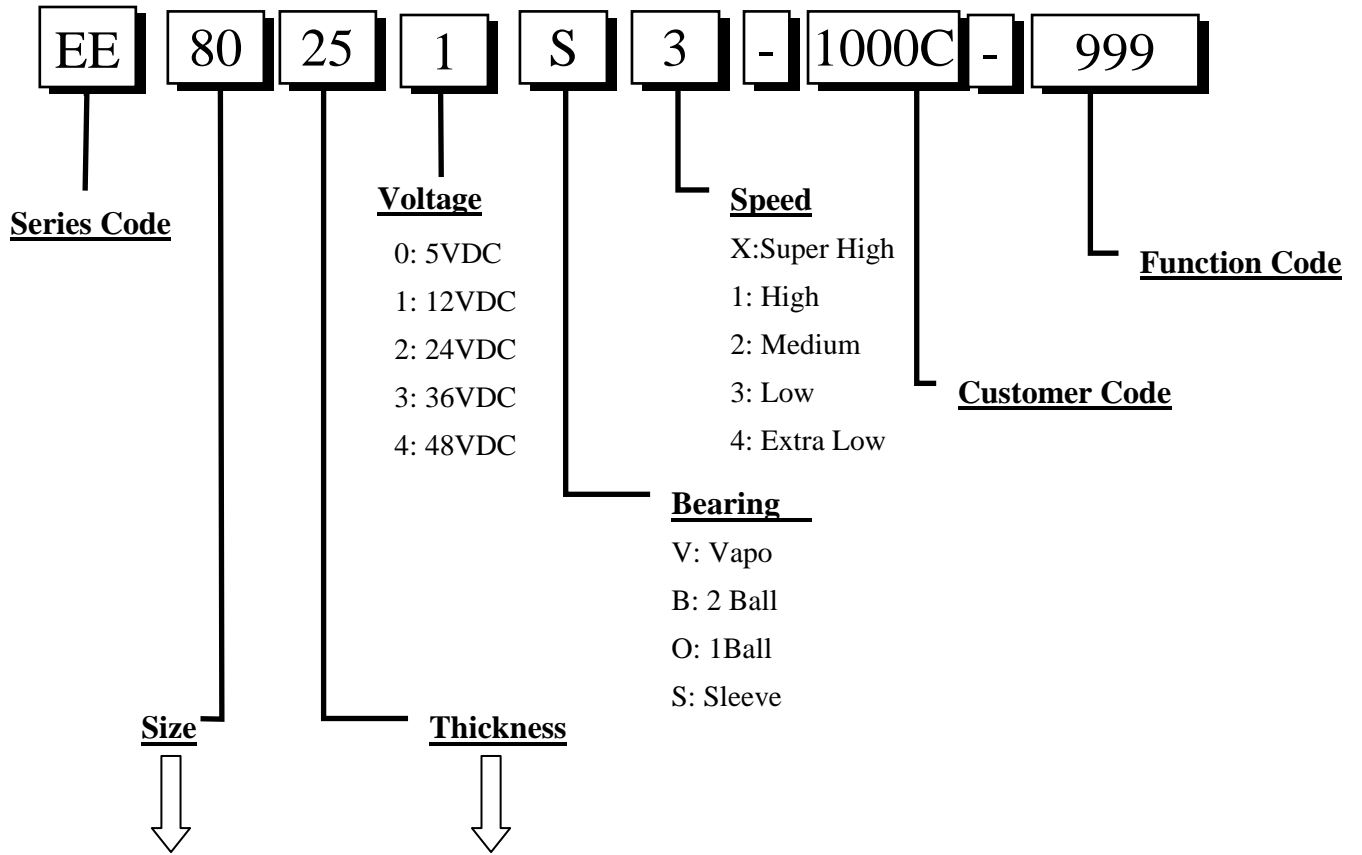 EE 80 25 1 S 3 - 1000C - 999
Series Code
Voltage
0: 5VDC
1: 12VDC
2: 24VDC
3: 36VDC
4: 48VDC
Speed
X:Super High
1: High
2: Medium
3: Low
4: Extra Low
Function Code
Customer Code
Bearing
V: Vapo
B: 2 Ball
O: 1Ball
S: Sleeve
Size
Thickness